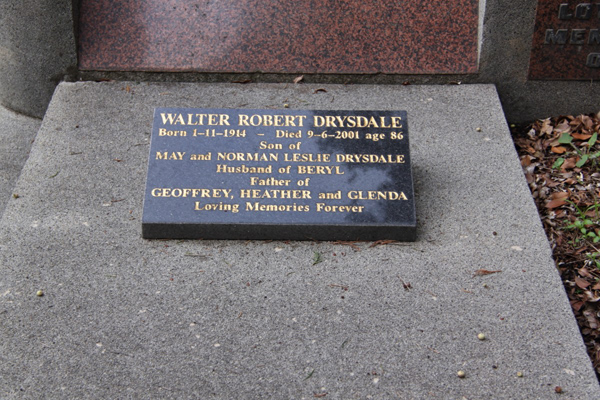 WALTER ROBERT DRYSDALE
Born 1-11-1914 - Died 9-6-2001 age 86
Son of
MAY and NORMAN LESLIE DRYSDALE
Husband of BERYL
Father of
GEOFFREY, HEATHER and GLENDA
Loving Memories Forever